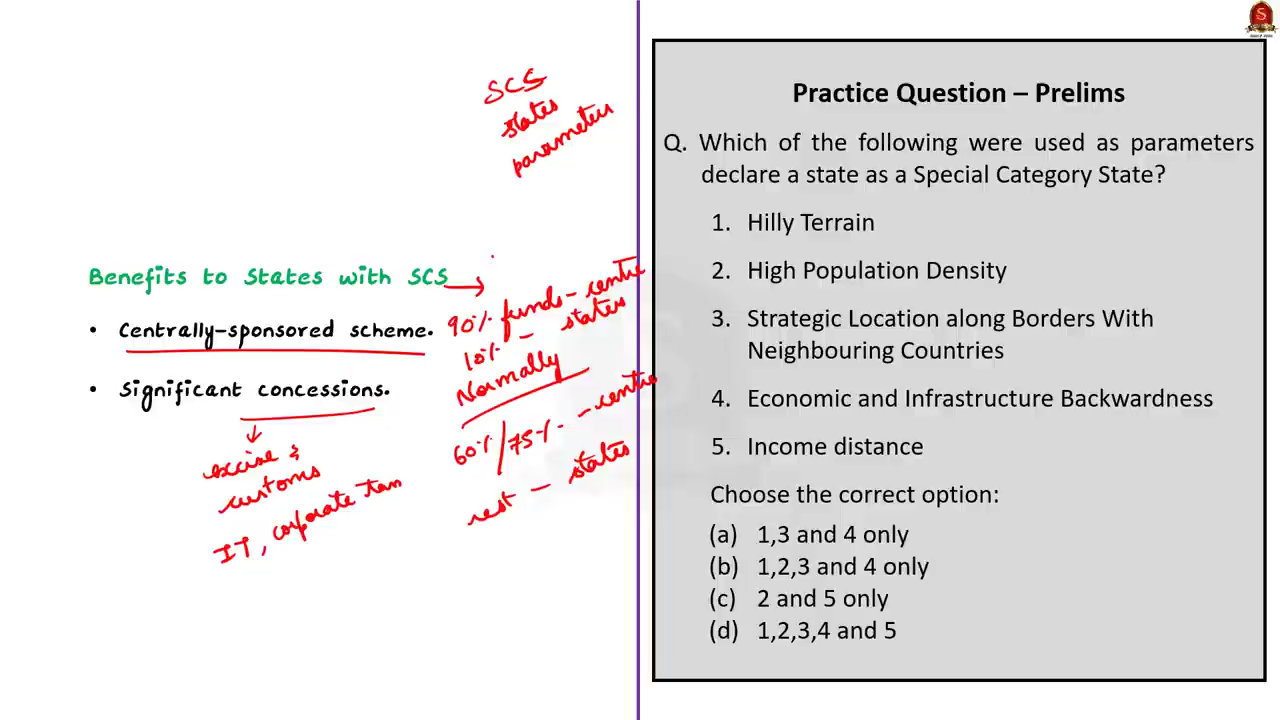 SCS
states
parameters
Benefits to States with SCS
• Centrally-sponsored scheme.
• Significant concessions.
90% funds - centre
10% - states
Normally
60% / 75% - centre
rest - states
excise &
customs
IT, corporate tax
Practice Question – Prelims
Q. Which of the following were used as parameters
declare a state as a Special Category State?
1. Hilly Terrain
2. High Population Density
3. Strategic Location along Borders With
Neighbouring Countries
4. Economic and Infrastructure Backwardness
5. Income distance
Choose the correct option:
(a) 1,3 and 4 only
(b) 1,2,3 and 4 only
(c) 2 and 5 only
(d) 1,2,3,4 and 5